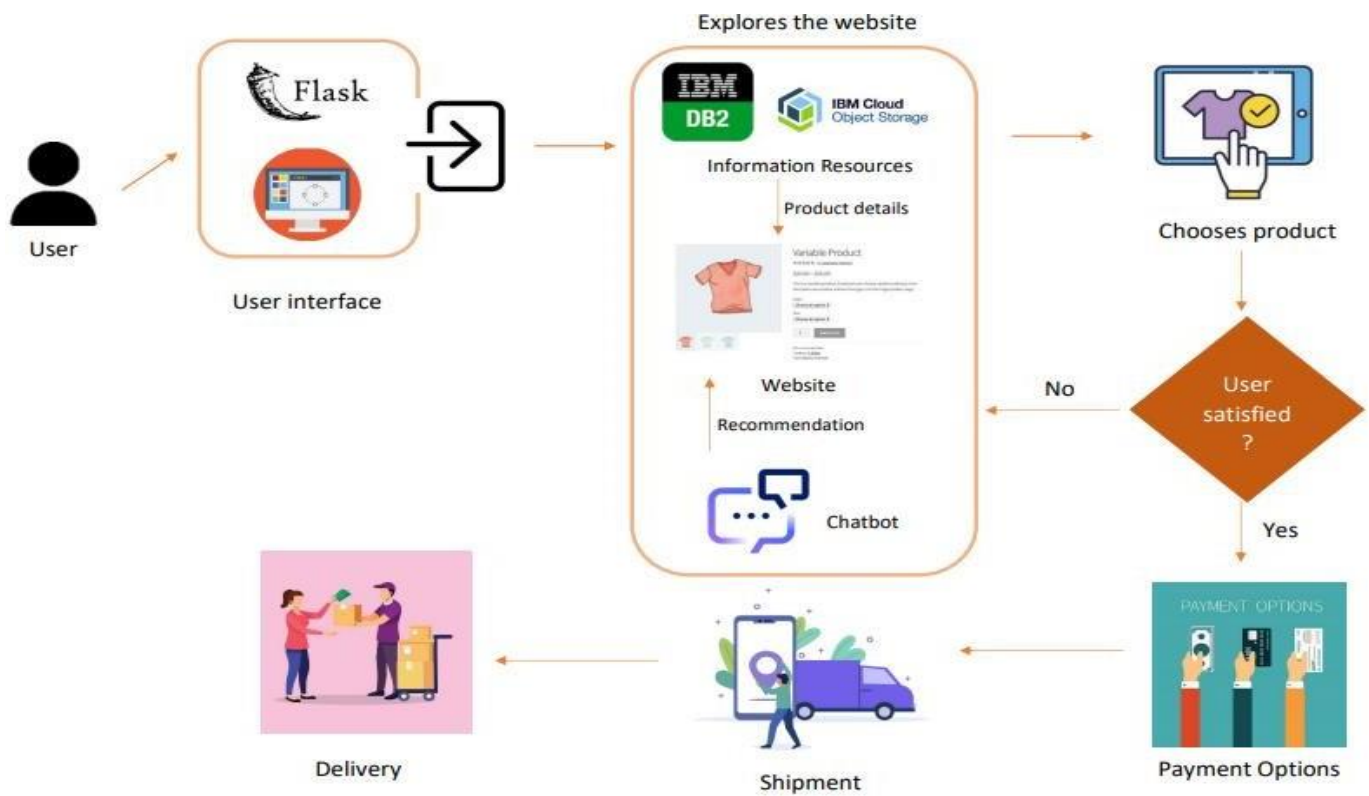 Explores the website
Flask
User
User interface
IBM
DB2
IBM Cloud
Object Storage
Information Resources
Product details
Variable Product
Website
Recommendation
Chatbot
Chooses product
User
satisfied
?
No
Yes
PAYMENT OPTIONS
Payment Options
Shipment
Delivery